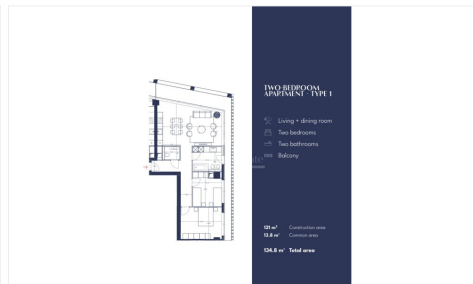 TWO-BEDROOM
APARTMENT - TYPE 1
Living + dining room
Two bedrooms
Two bathrooms
Balcony
121 m² Construction area
13.8 m² Common area
134.8 m² Total area